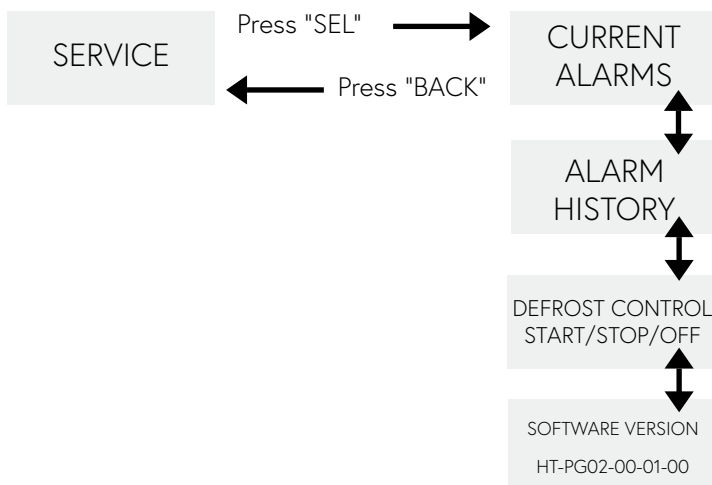 SERVICE
Press "SEL"
Press "BACK"
CURRENT
ALARMS
ALARM
HISTORY
DEFROST CONTROL
START/STOP/OFF
SOFTWARE VERSION
HT-PG02-00-01-00